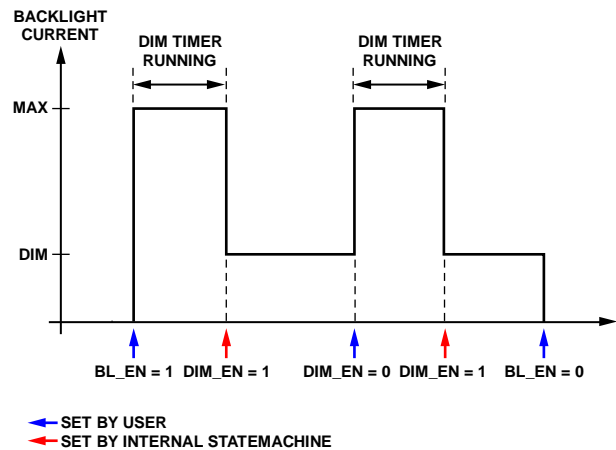 BACKLIGHT
CURRENT
DIM TIMER
RUNNING
DIM TIMER
RUNNING
MAX
DIM
BL_EN = 1
DIM_EN = 1
DIM_EN = 0
DIM_EN = 1
BL_EN = 0
SET BY USER
SET BY INTERNAL STATEMACHINE